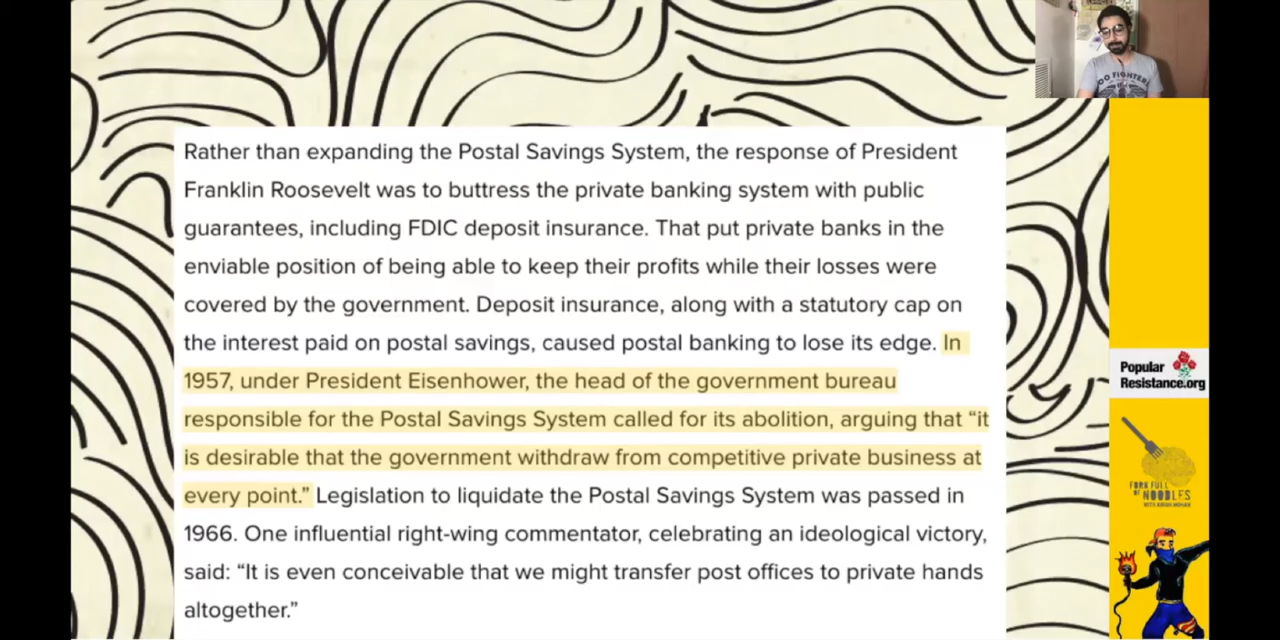 OO FIGHTER
Rather than expanding the Postal Savings System, the response of President
Franklin Roosevelt was to buttress the private banking system with public
guarantees, including FDIC deposit insurance. That put private banks in the
enviable position of being able to keep their profits while their losses were
covered by the government. Deposit insurance, along with a statutory cap on
the interest paid on postal savings, caused postal banking to lose its edge. In
1957, under President Eisenhower, the head of the government bureau
responsible for the Postal Savings System called for its abolition, arguing that “it
is desirable that the government withdraw from competitive private business at
every point.” Legislation to liquidate the Postal Savings System was passed in
1966. One influential right-wing commentator, celebrating an ideological victory,
said: “It is even conceivable that we might transfer post offices to private hands
altogether.”
Popular
Resistance.org
FORK FULL
OF NOODLES